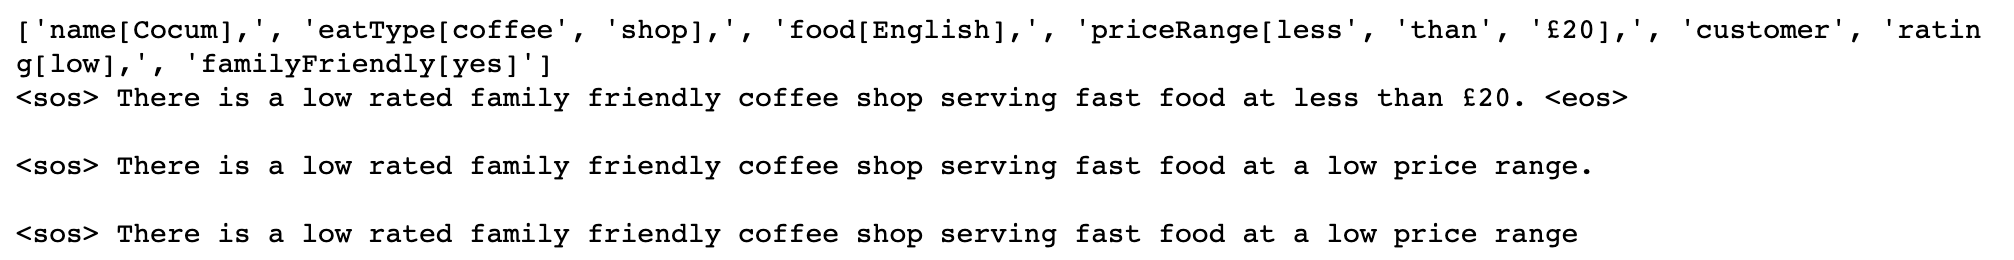 ['name[Cocum],', 'eatType[coffee', 'shop],', 'food[English],', 'priceRange[less', 'than', '£20],', 'customer', 'ratin
g[low],', 'familyFriendly[yes]']
<sos> There is a low rated family friendly coffee shop serving fast food at less than £20. <eos>
<sos> There is a low rated family friendly coffee shop serving fast food at a low price range.
<sos> There is a low rated family friendly coffee shop serving fast food at a low price range